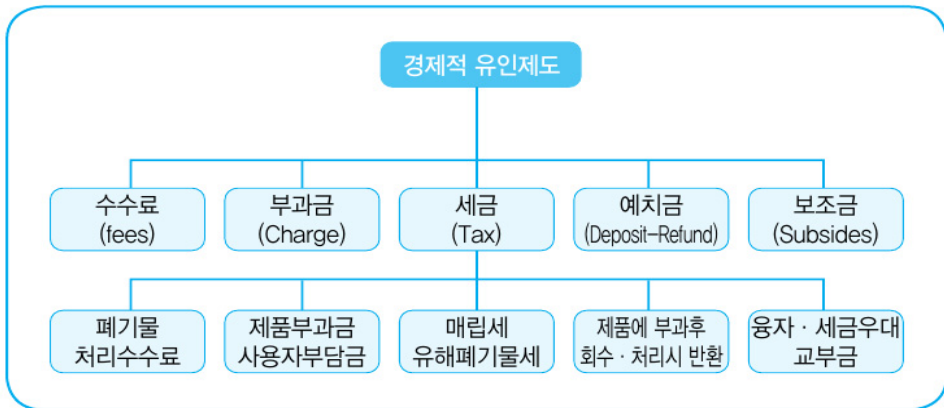 경제적 유인제도
수수료
(fees)
부과금
(Charge)
세금
(Tax)
예치금
(Deposit-Refund)
보조금
(Subsides)
폐기물
처리수수료
제품부과금
사용자부담금
매립세
유해폐기물세
제품에 부과후
회수 · 처리시 반환
융자 · 세금우대
교부금